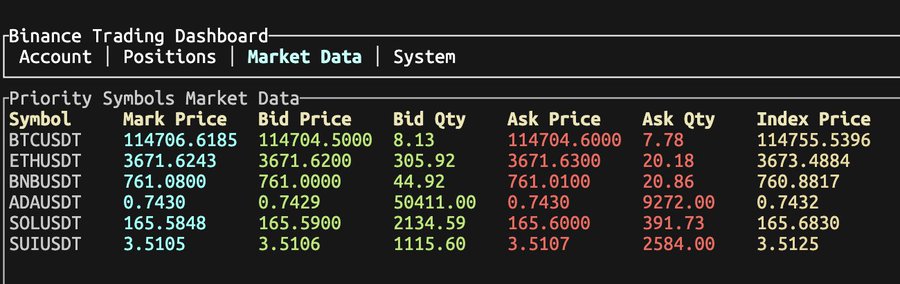 Binance Trading Dashboard
Account | Positions | Market Data | System
Priority Symbols Market Data
Symbol Mark Price Bid Price Bid Qty Ask Price Ask Qty Index Price
BTCUSDT 114706.6185 114704.5000 8.13 114704.6000 7.78 114755.5396
ETHUSDT 3671.6243 3671.6200 305.92 3671.6300 20.18 3673.4884
BNBUSDT 761.0800 761.0000 44.92 761.0100 20.86 760.8817
ADAUSDT 0.7430 0.7429 50411.00 0.7430 9272.00 0.7432
SOLUSDT 165.5848 165.5900 2134.59 165.6000 391.73 165.6830
SUIUSDT 3.5105 3.5106 1115.60 3.5107 2584.00 3.5125